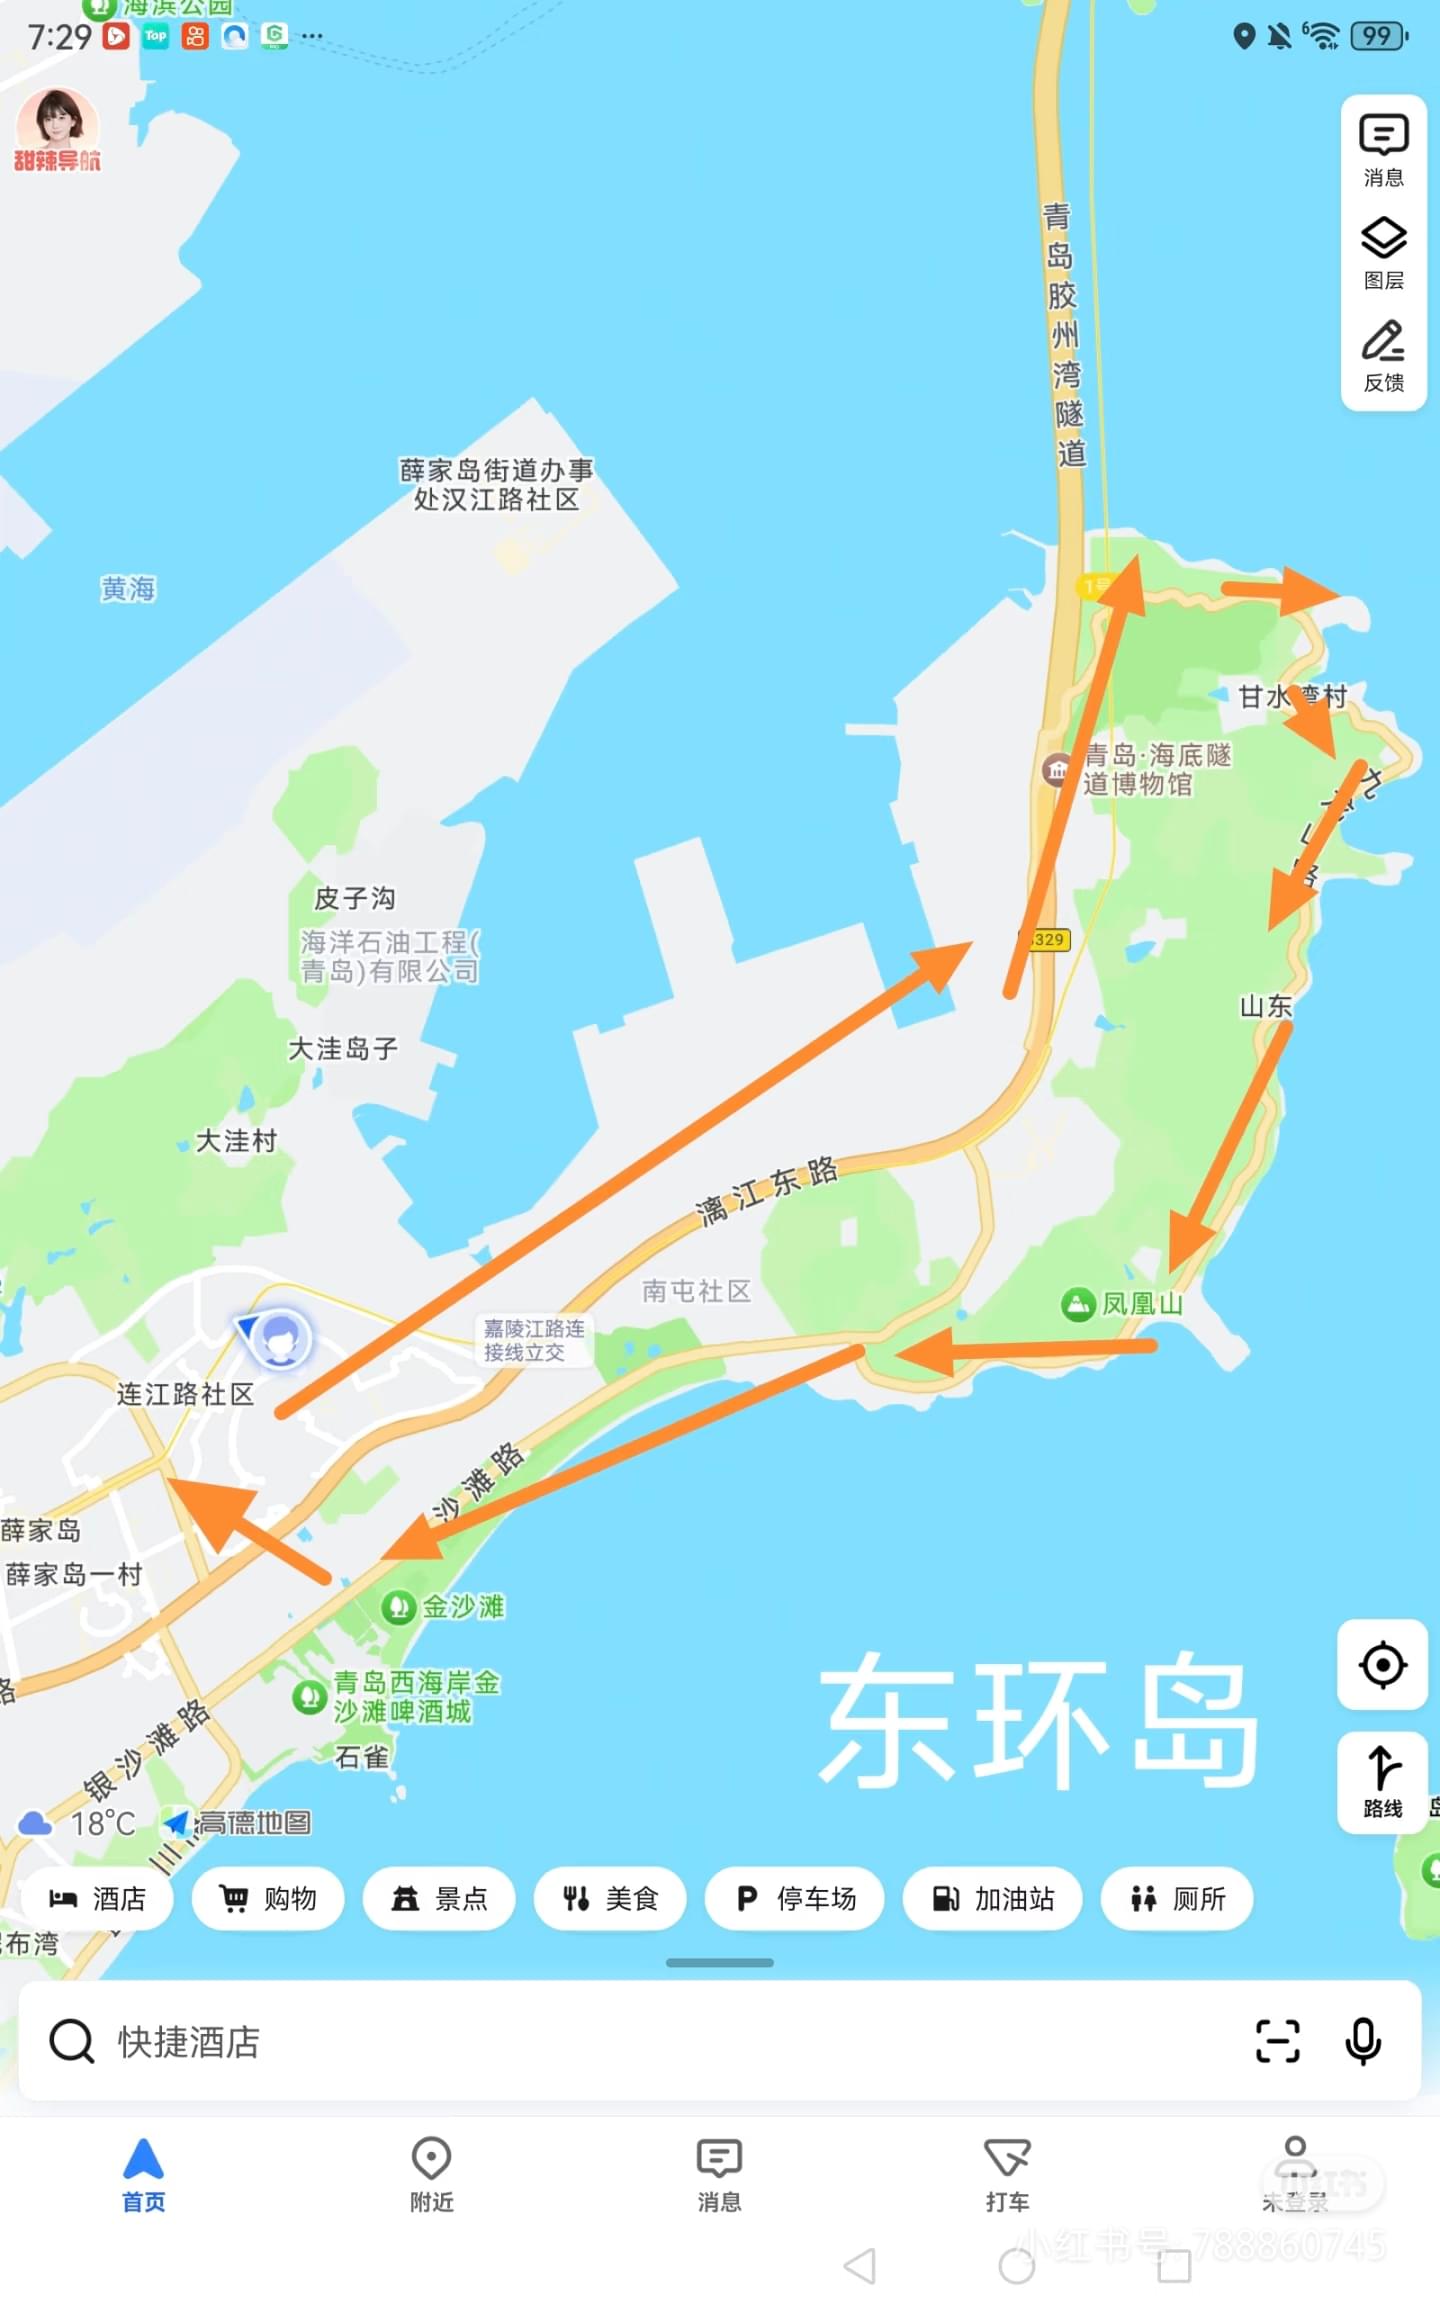 海滨公园
7:29
Top
99
甜辣导航
消息
图层
反馈
青岛胶州湾隧道
薛家岛街道办事
处汉江路社区
黄海
1号
甘水湾村
青岛·海底隧
道博物馆
皮子沟
海洋石油工程(
青岛)有限公司
329
山东
大洼岛子
大洼村
漓江东路
南屯社区
凤凰山
嘉陵江路连
接线立交
连江路社区
沙滩路
薛家岛
薛家岛一村
金沙滩
青岛西海岸金
沙滩啤酒城
石雀
银沙滩路
路
东环岛
路线
岛
18°C
高德地图
酒店
购物
景点
美食
停车场
加油站
厕所
布湾
快捷酒店
首页
附近
消息
打车
未登录
小红书
小红书号:788860745